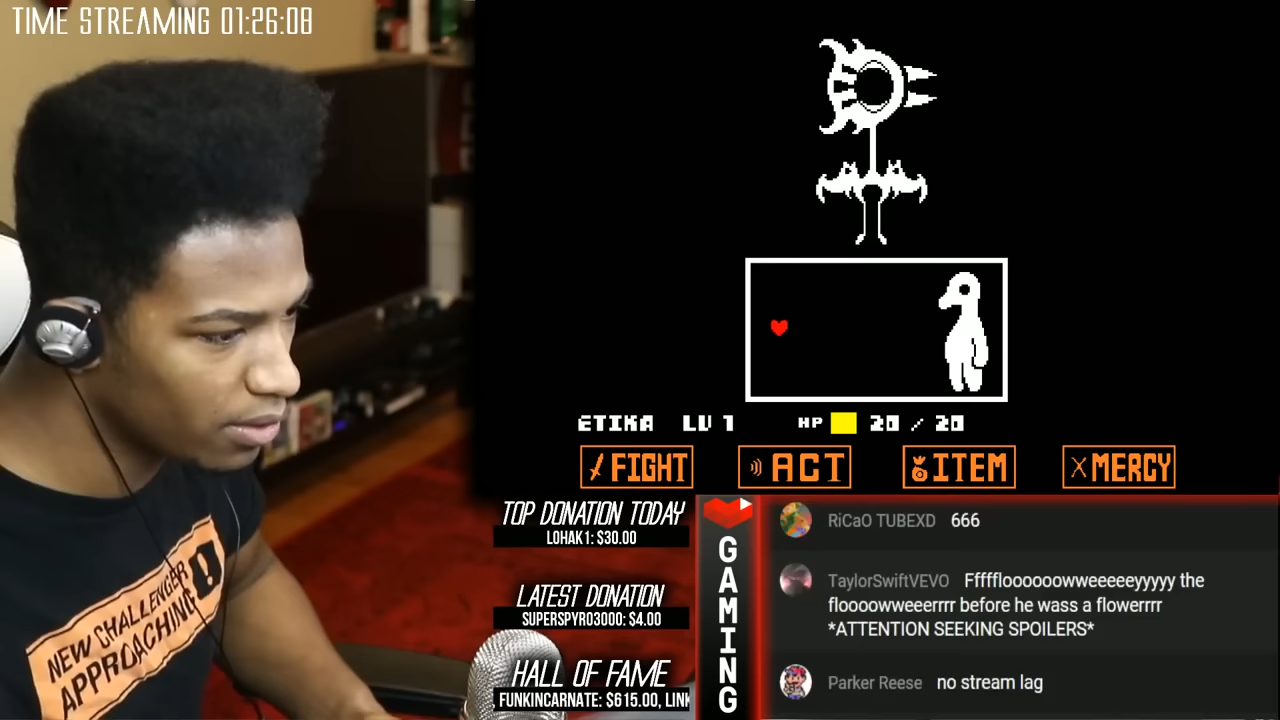 TIME STREAMING 01:26:08
ETIKA LV 1 HP 20 / 20
FIGHT ACT ITEM MERCY
NEW CHALLENGER
APPROACHING!
TOP DONATION TODAY
LOHAK1: $30.00
LATEST DONATION
SUPERSPYRO3000: $4.00
HALL OF FAME
FUNKINCARNATE: $615.00, LINK
GAMING
RiCaO TUBEXD 666
TaylorSwiftVEVO Fffffloooooowweeeeeyyyyy the
floooowweeerrrr before he wass a flowerrrr
*ATTENTION SEEKING SPOILERS*
Parker Reese no stream lag